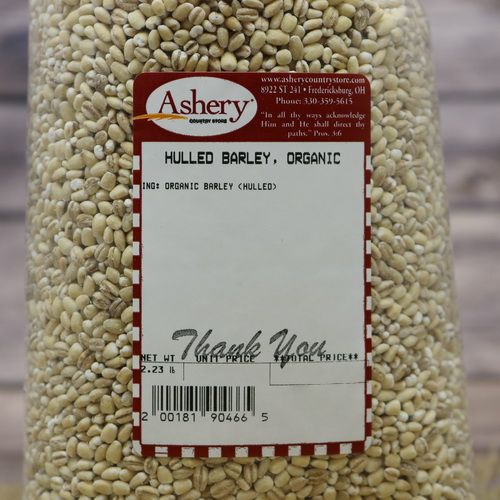 Ashery
COUNTRY STORE
www.asherycountrystore.com
8922 ST 241 • Fredericksburg, OH
Phone: 330-359-5615
"In all thy ways acknowledge
Him and He shall direct thy
paths." Prov. 3:6
HULLED BARLEY, ORGANIC
ING: ORGANIC BARLEY (HULLED)
Thank You
NET WT UNIT PRICE **TOTAL PRICE**
2.23 lb
2 00181 90466 5